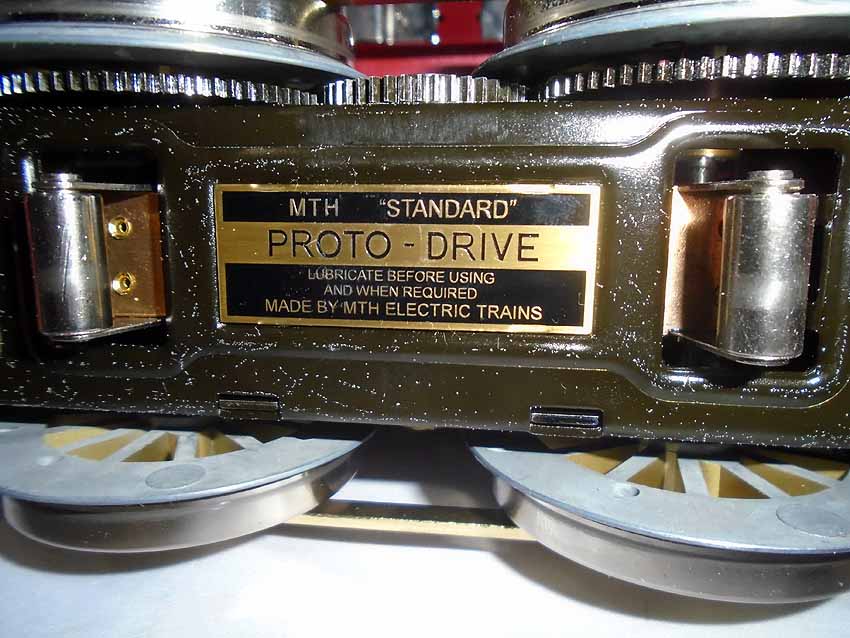 MTH "STANDARD"
PROTO - DRIVE
LUBRICATE BEFORE USING
AND WHEN REQUIRED
MADE BY MTH ELECTRIC TRAINS